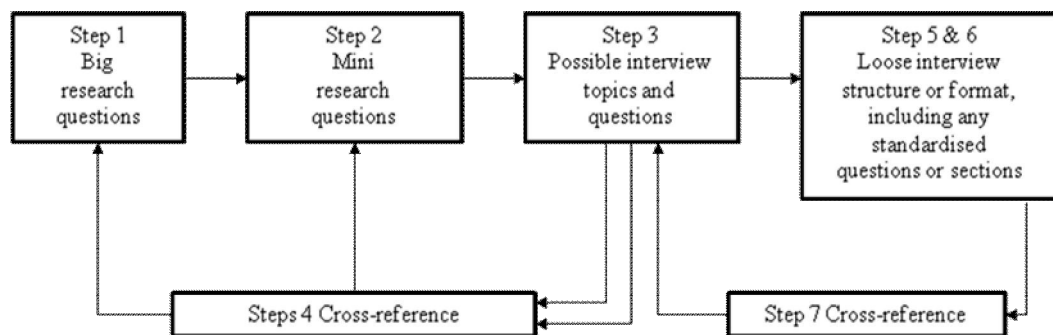 Step 1
Big
research
questions
Step 2
Mini
research
questions
Step 3
Possible interview
topics and
questions
Step 5 & 6
Loose interview
structure or format,
including any
standardised
questions or sections
Steps 4 Cross-reference
Step 7 Cross-reference